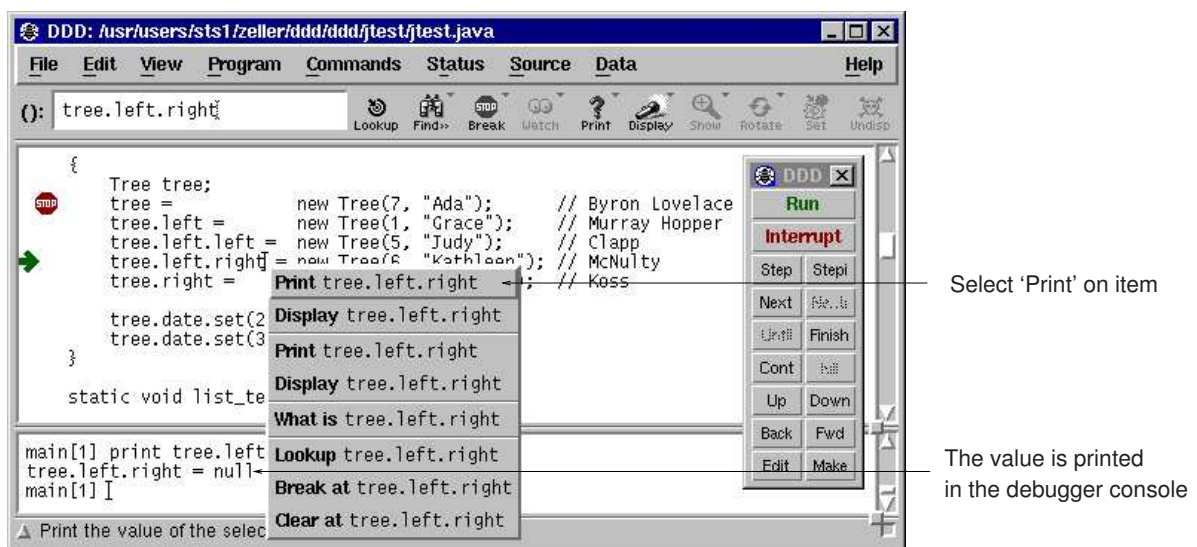 DDD: /usr/users/sts1/zeller/ddd/ddd/jtest/jtest.java
File Edit View Program Commands Status Source Data Help
(): tree.left.right
Lookup Find» Break Watch Print Display Show Rotate Set Undisp
{
Tree tree;
tree = new Tree(7, "Ada"); // Byron Lovelace
tree.left = new Tree(1, "Grace"); // Murray Hopper
tree.left.left = new Tree(5, "Judy"); // Clapp
tree.left.right = new Tree(6, "Kathleen"); // McNulty
tree.right = ; // Koss
tree.date.set(2
tree.date.set(3
}
static void list_te
Print tree.left.right
Display tree.left.right
Print tree.left.right
Display tree.left.right
What is tree.left.right
Lookup tree.left.right
Break at tree.left.right
Clear at tree.left.right
DDD
Run
Interrupt
Step Stepi
Next
Until Finish
Cont Kill
Up Down
Back Fwd
Edit Make
main[1] print tree.left
tree.left.right = null
main[1]
Print the value of the selec
Select ‘Print’ on item
The value is printed
in the debugger console